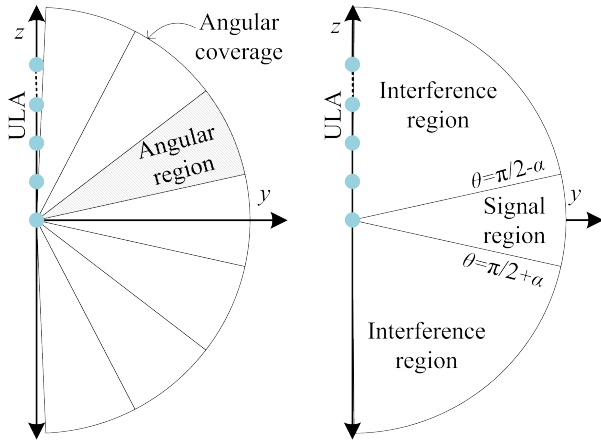 z
Angular
coverage
ULA
Angular
region
y
z
ULA
Interference
region
θ=π/2-α
y
Signal
region
θ=π/2+α
Interference
region